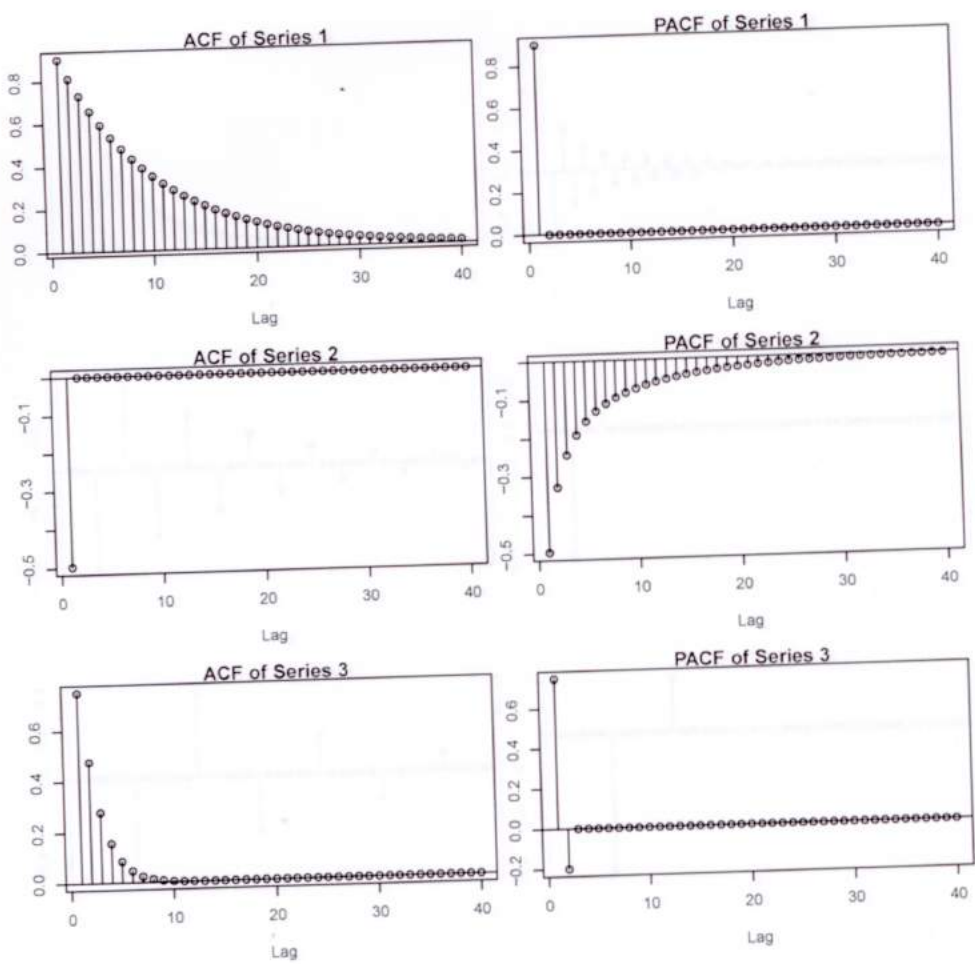 ACF of Series 1
0.8
0.6
0.4
0.2
0.0
0 10 20 30 40
Lag
PACF of Series 1
0.8
0.6
0.4
0.2
0.0
0 10 20 30 40
Lag
ACF of Series 2
−0.1
−0.3
−0.5
0 10 20 30 40
Lag
PACF of Series 2
−0.1
−0.3
−0.5
0 10 20 30 40
Lag
ACF of Series 3
0.6
0.4
0.2
0.0
0 10 20 30 40
Lag
PACF of Series 3
0.6
0.4
0.2
0.0
−0.2
0 10 20 30 40
Lag